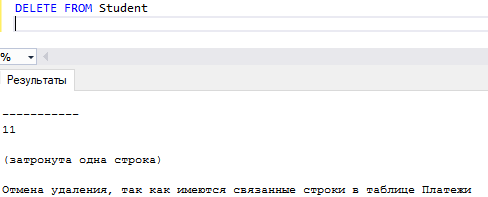 DELETE FROM Student
%
Результаты
-----------
11
(затронута одна строка)
Отмена удаления, так как имеются связанные строки в таблице Платежи